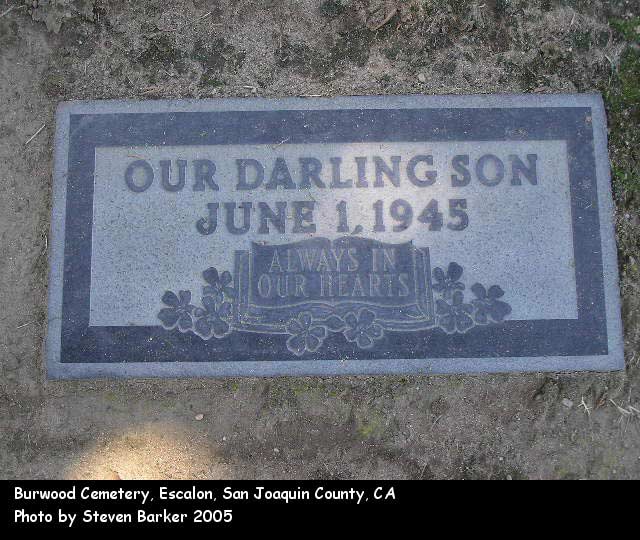 OUR DARLING SON
JUNE 1, 1945
ALWAYS IN
OUR HEARTS
Burwood Cemetery, Escalon, San Joaquin County, CA
Photo by Steven Barker 2005